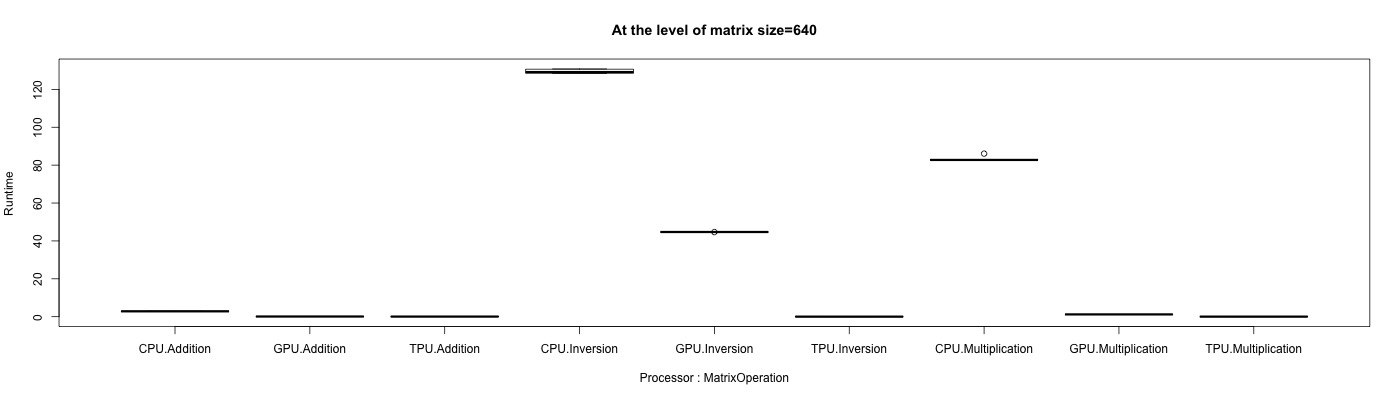 At the level of matrix size=640
Runtime
120
100
80
60
40
20
0
CPU.Addition GPU.Addition TPU.Addition CPU.Inversion GPU.Inversion TPU.Inversion CPU.Multiplication GPU.Multiplication TPU.Multiplication
Processor : MatrixOperation